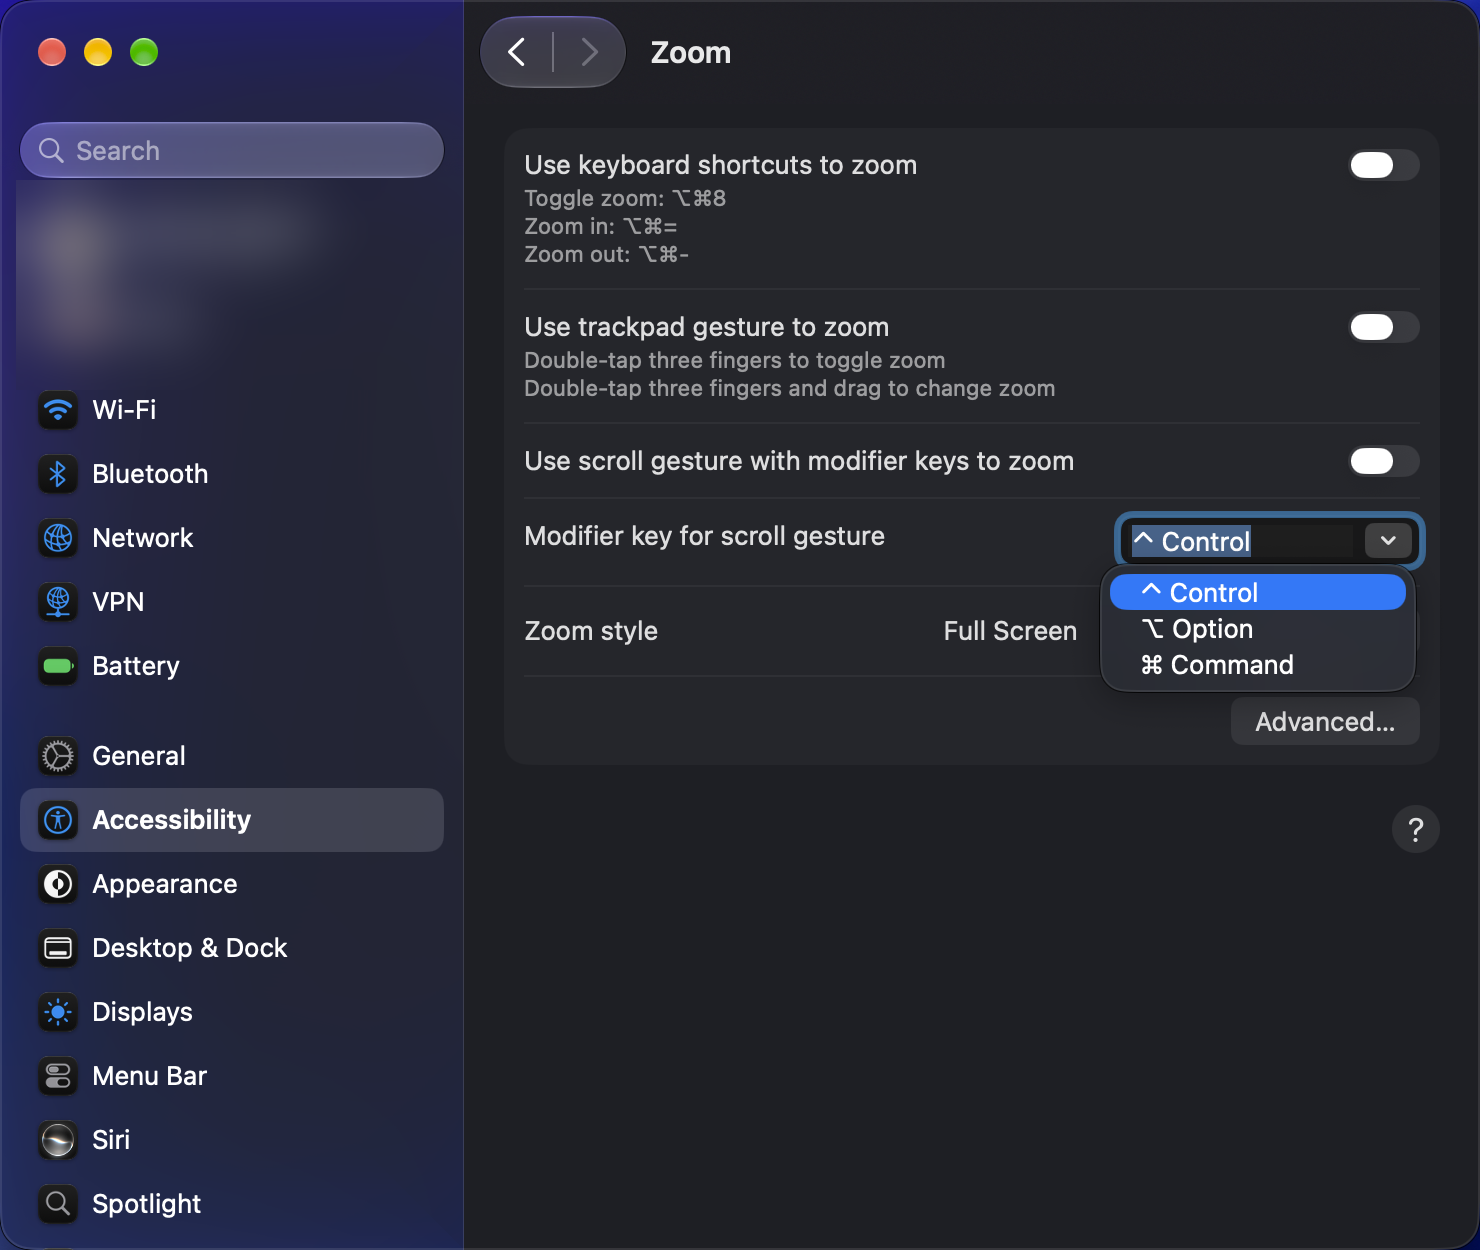 Zoom
Search
Wi-Fi
Bluetooth
Network
VPN
Battery
General
Accessibility
Appearance
Desktop & Dock
Displays
Menu Bar
Siri
Spotlight
Use keyboard shortcuts to zoom
Toggle zoom: ⌥⌘8
Zoom in: ⌥⌘=
Zoom out: ⌥⌘-
Use trackpad gesture to zoom
Double-tap three fingers to toggle zoom
Double-tap three fingers and drag to change zoom
Use scroll gesture with modifier keys to zoom
Modifier key for scroll gesture
^ Control
^ Control
⌥ Option
⌘ Command
Zoom style
Full Screen
Advanced...
?